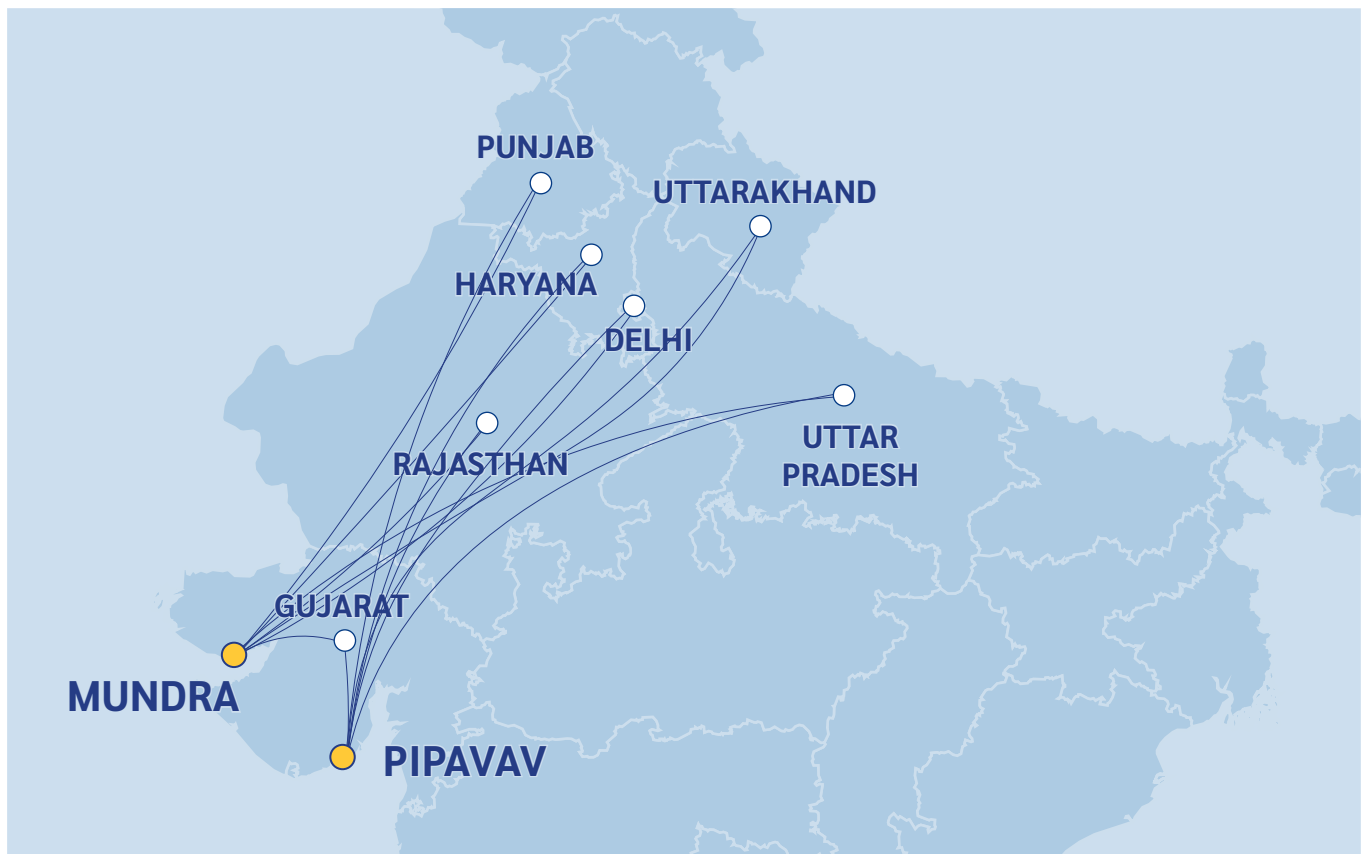 PUNJAB
UTTARAKHAND
HARYANA
DELHI
UTTAR
PRADESH
RAJASTHAN
GUJARAT
MUNDRA
PIPAVAV